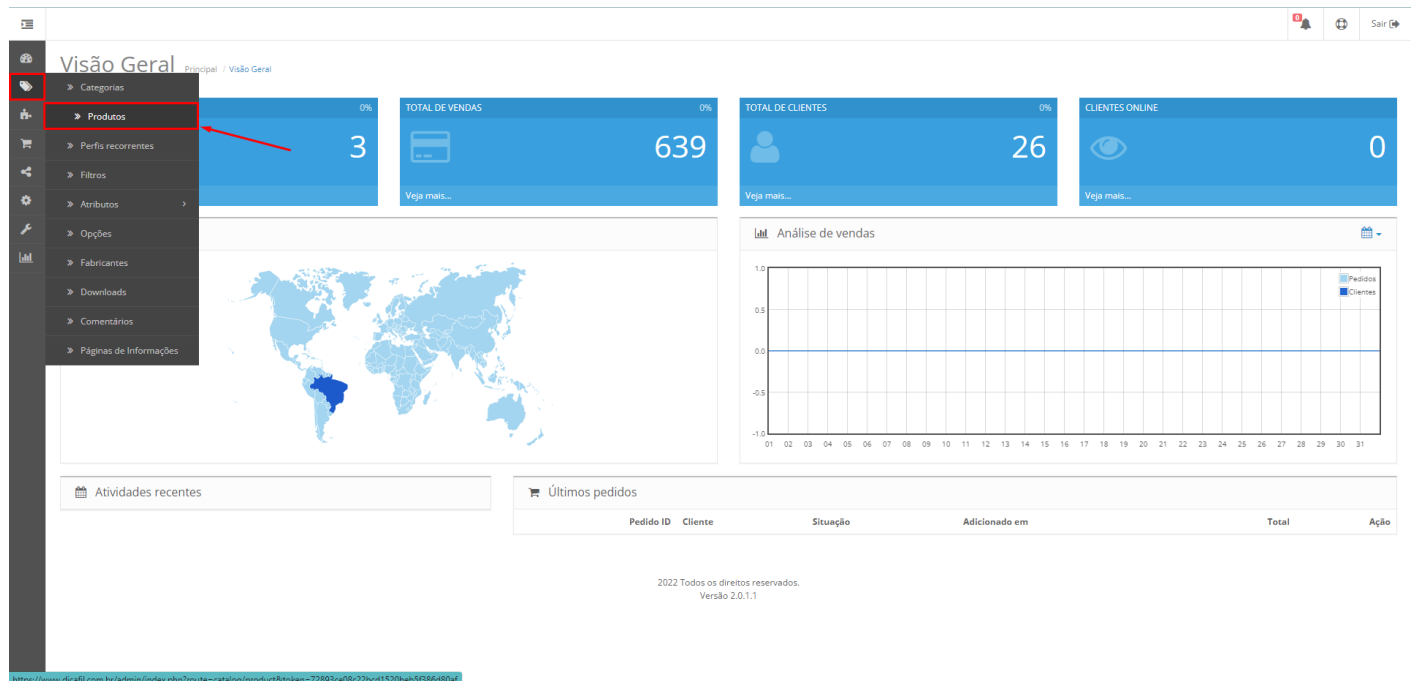 0
Sair
Visão Geral
Principal / Visão Geral
Categorias
Produtos
Perfis recorrentes
Filtros
Atributos
Opções
Fabricantes
Downloads
Comentários
Páginas de Informações
0%
3
TOTAL DE VENDAS 0%
639
Veja mais...
TOTAL DE CLIENTES 0%
26
Veja mais...
CLIENTES ONLINE
0
Veja mais...
Análise de vendas
Pedidos
Clientes
1.0
0.5
0.0
-0.5
-1.0
01 02 03 04 05 06 07 08 09 10 11 12 13 14 15 16 17 18 19 20 21 22 23 24 25 26 27 28 29 30 31
Atividades recentes
Últimos pedidos
Pedido ID Cliente Situação Adicionado em Total Ação
2022 Todos os direitos reservados.
Versão 2.0.1.1